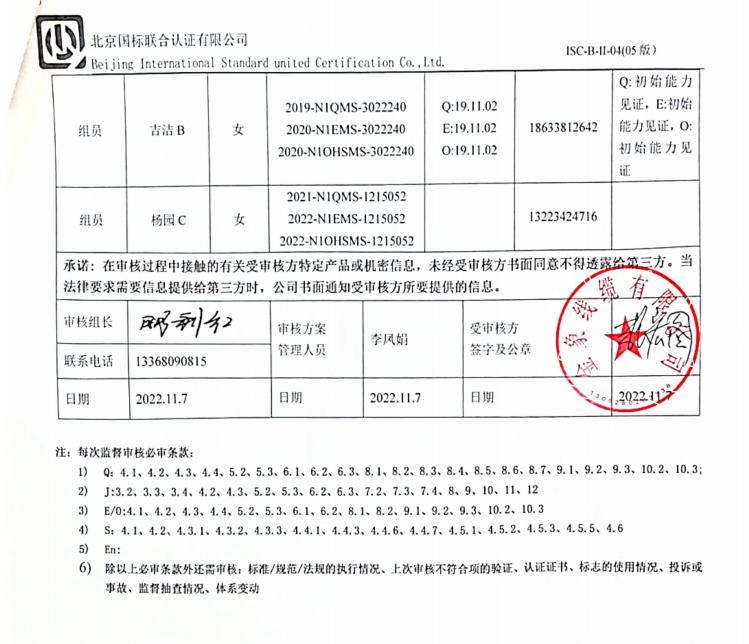 北京国标联合认证有限公司
Beijing International Standard united Certification Co.,Ltd.
ISC-B-II-04(05 版)
组员 吉洁 B 女 2019-N1QMS-3022240 2020-N1EMS-3022240 2020-N1OHSMS-3022240 Q:19.11.02 E:19.11.02 O:19.11.02 18633812642 Q:初始能力见证，E:初始能力见证，O:初始能力见证
组员 杨园 C 女 2021-N1QMS-1215052 2022-N1EMS-1215052 2022-N1OHSMS-1215052 13223424716
承诺：在审核过程中接触的有关受审核方特定产品或机密信息，未经受审核方书面同意不得透露给第三方。当
法律要求需要信息提供给第三方时，公司书面通知受审核方所要提供的信息。
审核组长 审核方案管理人员 李凤娟 受审核方签字及公章
金象线缆有限公司
联系电话 13368090815
日期 2022.11.7 日期 2022.11.7 日期 2022.11.7
注：每次监督审核必审条款：
1) Q: 4.1、4.2、4.3、4.4、5.2、5.3、6.1、6.2、6.3、8.1、8.2、8.3、8.4、8.5、8.6、8.7、9.1、9.2、9.3、10.2、10.3;
2) J:3.2、3.3、3.4、4.2、4.3、5.2、5.3、6.2、6.3、7.2、7.3、7.4、8、9、10、11、12
3) E/O:4.1、4.2、4.3、4.4、5.2、5.3、6.1、6.2、8.1、8.2、9.1、9.2、9.3、10.2、10.3
4) S: 4.1、4.2、4.3.1、4.3.2、4.3.3、4.4.1、4.4.3、4.4.6、4.4.7、4.5.1、4.5.2、4.5.3、4.5.5、4.6
5) En:
6) 除以上必审条款外还需审核：标准/规范/法规的执行情况、上次审核不符合项的验证、认证证书、标志的使用情况、投诉或
事故、监督抽查情况、体系变动